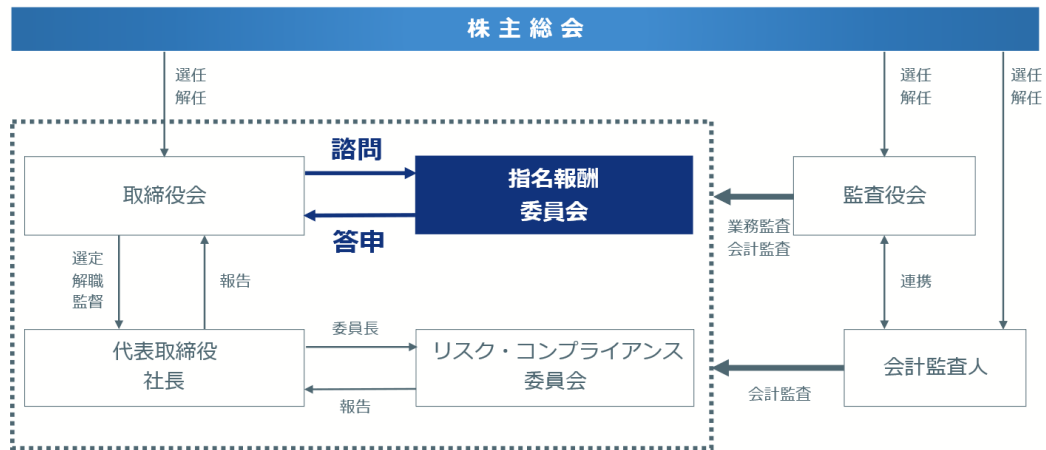 株主総会
選任
解任
選任
解任
選任
解任
取締役会
諮問
答申
指名報酬
委員会
監査役会
業務監査
会計監査
選定
解職
監督
報告
連携
代表取締役
社長
委員長
報告
リスク・コンプライアンス
委員会
会計監査
会計監査人